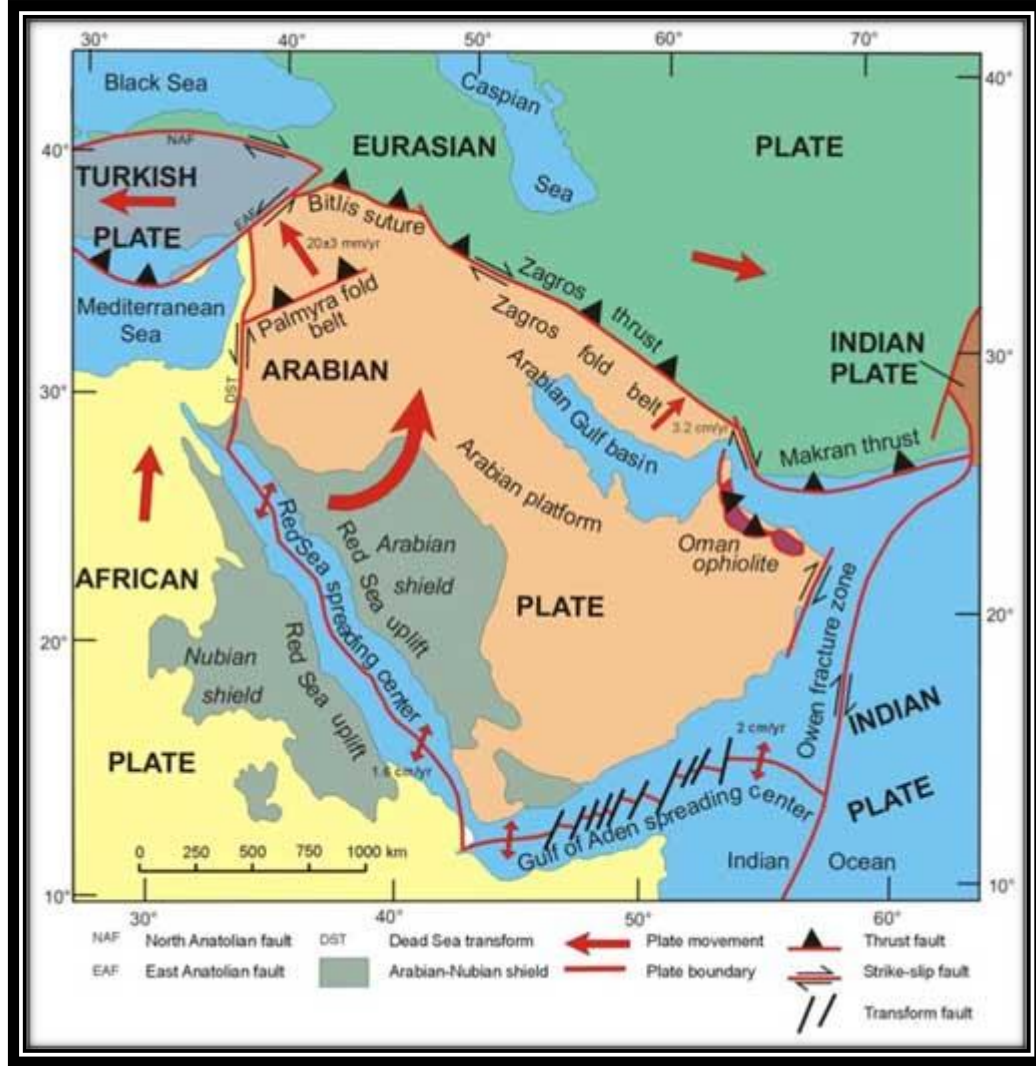 30°
40°
50°
60°
70°
Black Sea
Caspian
Sea
40°
40°
NAF
EURASIAN
PLATE
TURKISH
PLATE
EAF
Bitlis suture
20±3 mm/yr
Zagros thrust
Mediterranean
Sea
Palmyra fold
belt
Zagros fold belt
INDIAN
PLATE
30°
30°
DST
ARABIAN
Arabian Gulf basin
3.2 cm/yr
Makran thrust
Arabian platform
Red Sea spreading center
Red Sea uplift
Arabian
shield
Oman
ophiolite
AFRICAN
PLATE
20°
20°
Nubian
shield
Red Sea uplift
Owen fracture zone
INDIAN
PLATE
2 cm/yr
PLATE
1.6 cm/yr
Gulf of Aden spreading center
0 250 500 750 1000 km
Indian Ocean
10°
10°
30°
40°
50°
60°
NAF North Anatolian fault
EAF East Anatolian fault
DST Dead Sea transform
Arabian-Nubian shield
Plate movement
Plate boundary
Thrust fault
Strike-slip fault
Transform fault